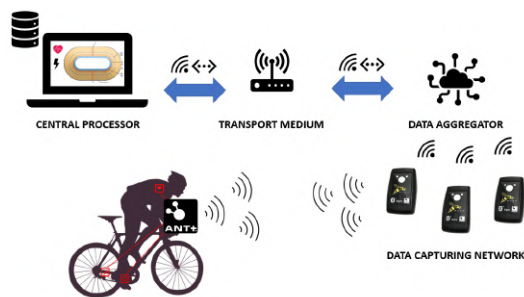 CENTRAL PROCESSOR
TRANSPORT MEDIUM
DATA AGGREGATOR
ANT+
DATA CAPTURING NETWORK